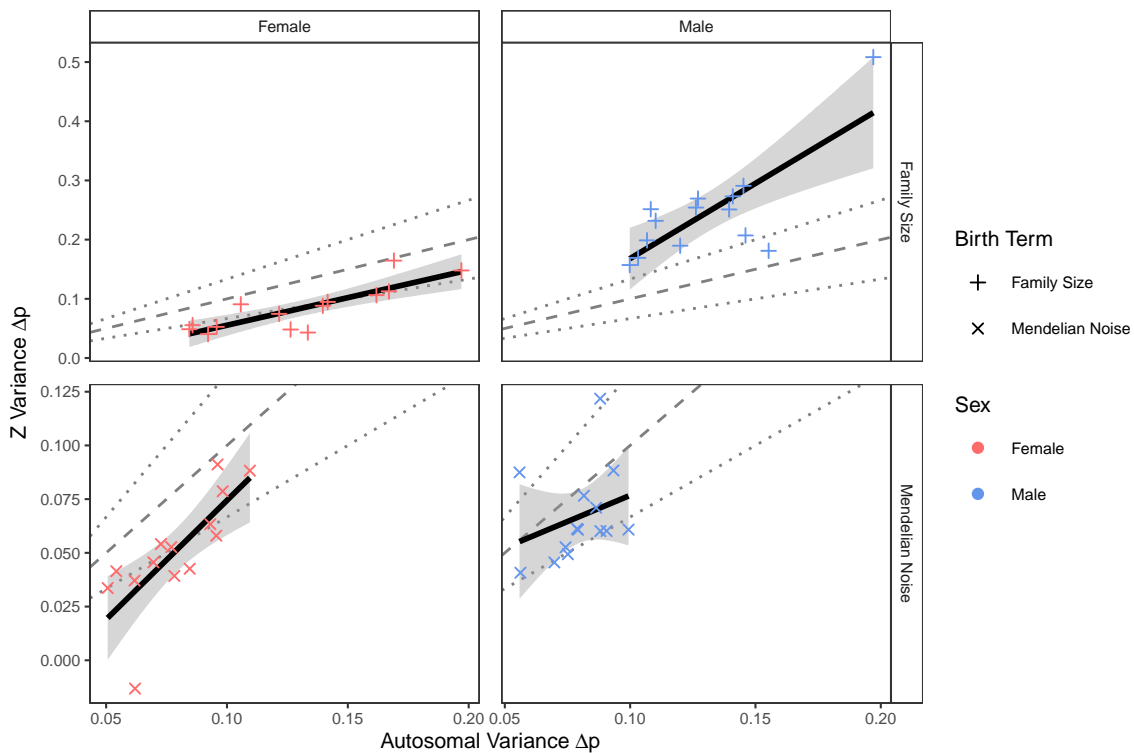 Female
Male
0.5
0.4
0.3
0.2
0.1
0.0
Family Size
Z Variance Δp
0.125
0.100
0.075
0.050
0.025
0.000
Mendelian Noise
0.05
0.10
0.15
0.20
0.05
0.10
0.15
0.20
Autosomal Variance Δp
Birth Term
Family Size
Mendelian Noise
Sex
Female
Male